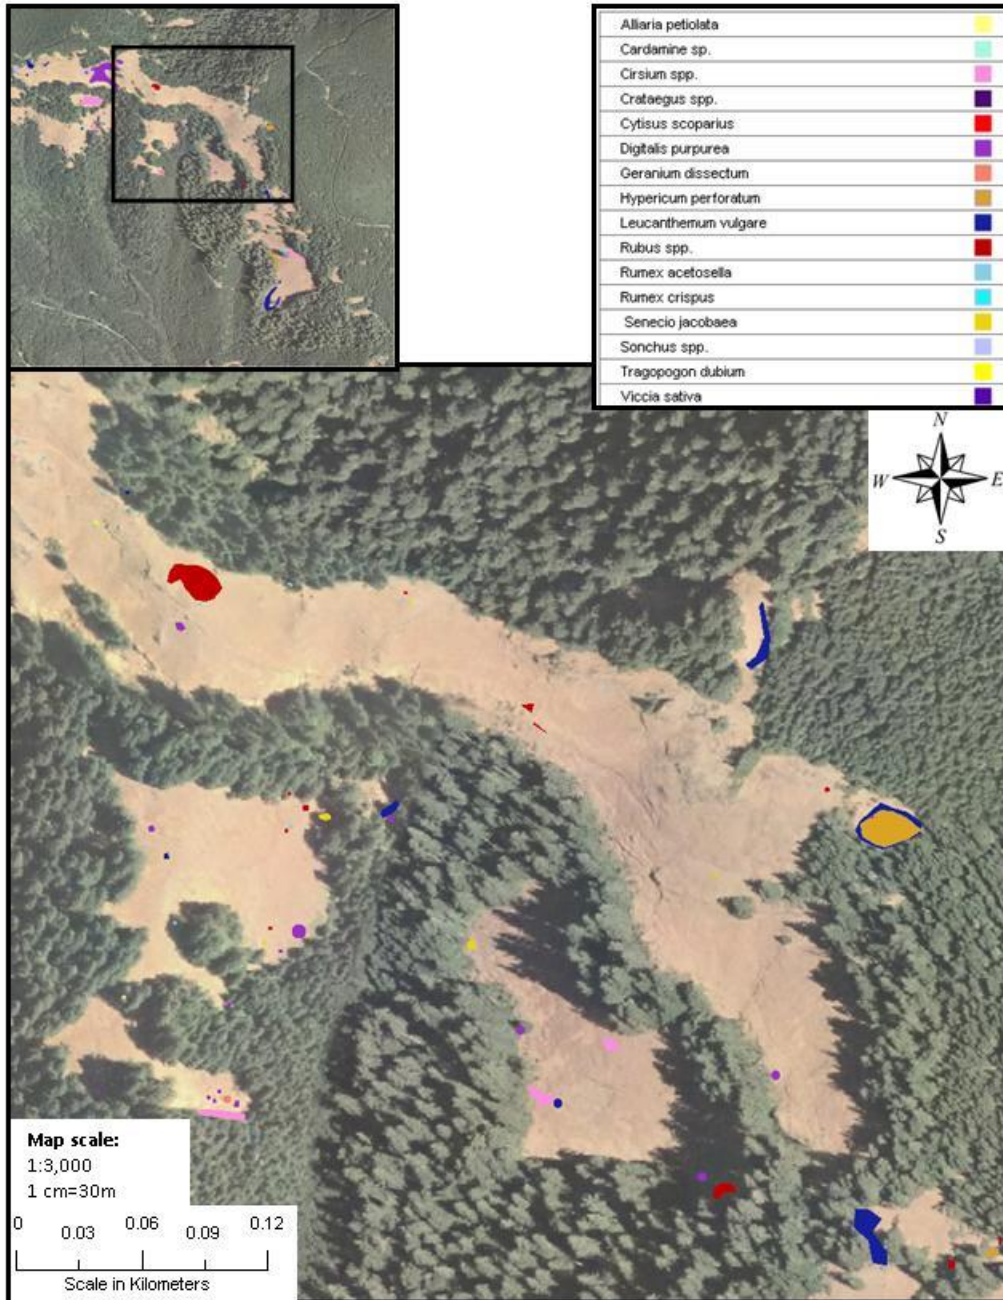 Alliaria petiolata
Cardamine sp.
Cirsium spp.
Crataegus spp.
Cytisus scoparius
Digitalis purpurea
Geranium dissectum
Hypericum perforatum
Leucanthemum vulgare
Rubus spp.
Rumex acetosella
Rumex crispus
Senecio jacobaea
Sonchus spp.
Tragopogon dubium
Viccia sativa
N
W E
S
Map scale:
1:3,000
1 cm=30m
0 0.03 0.06 0.09 0.12
Scale in Kilometers